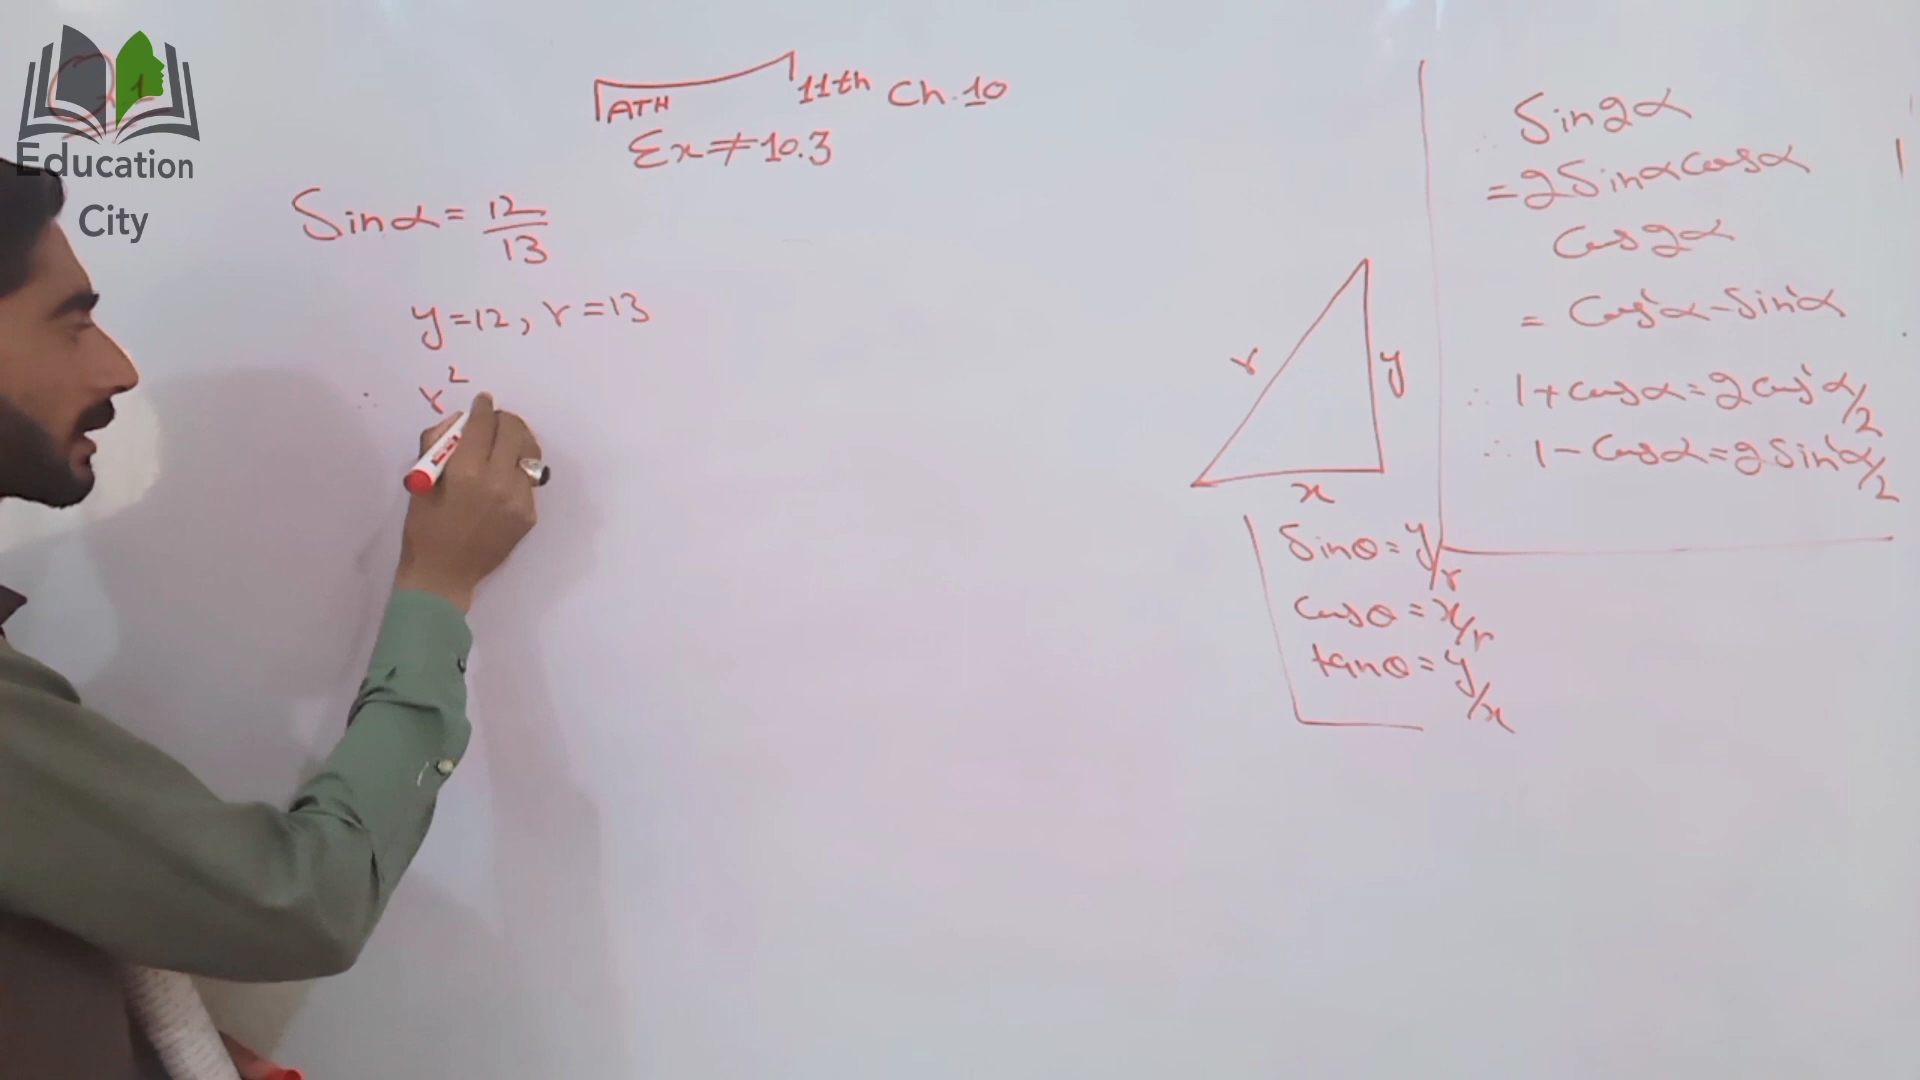 Education
City
MATH 11th Ch.10
Ex≠10.3
Sinα = 12/13
y=12, r=13
∴ r²
r
y
x
Sinθ = y/r
Cosθ = x/r
tanθ = y/x
∴ Sin2α
= 2SinαCosα
Cos2α
= Cos²α-Sin²α
∴ 1+Cosα=2Cos²α/2
∴ 1-Cosα=2Sin²α/2